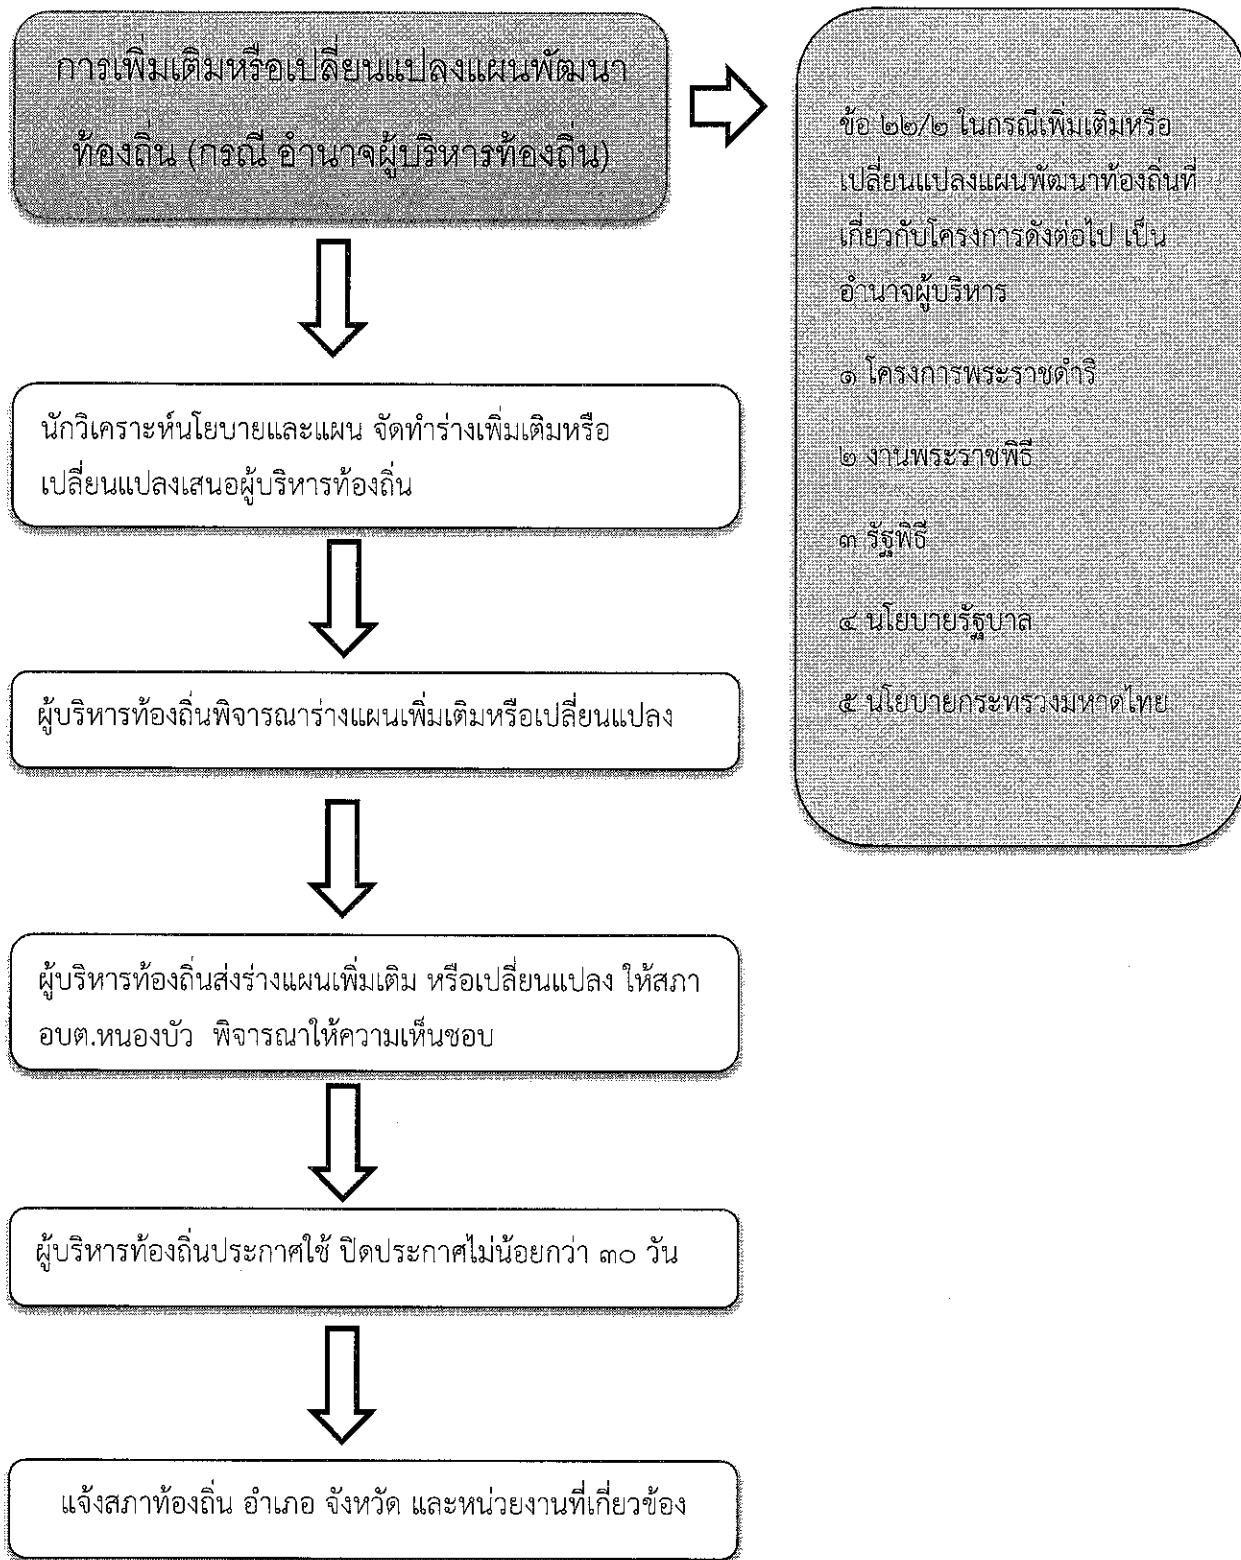 การเพิ่มเติมหรือเปลี่ยนแปลงแผนพัฒนา
ท้องถิ่น (กรณี อำนาจผู้บริหารท้องถิ่น)
ข้อ ๒๒/๒ ในกรณีเพิ่มเติมหรือ
เปลี่ยนแปลงแผนพัฒนาท้องถิ่นที่
เกี่ยวกับโครงการดังต่อไป เป็น
อำนาจผู้บริหาร
๑ โครงการพระราชดำริ
๒ งานพระราชพิธี
๓ รัฐพิธี
๔ นโยบายรัฐบาล
๕ นโยบายกระทรวงมหาดไทย
นักวิเคราะห์นโยบายและแผน จัดทำร่างเพิ่มเติมหรือ
เปลี่ยนแปลงเสนอผู้บริหารท้องถิ่น
ผู้บริหารท้องถิ่นพิจารณาร่างแผนเพิ่มเติมหรือเปลี่ยนแปลง
ผู้บริหารท้องถิ่นส่งร่างแผนเพิ่มเติม หรือเปลี่ยนแปลง ให้สภา
อบต.หนองบัว พิจารณาให้ความเห็นชอบ
ผู้บริหารท้องถิ่นประกาศใช้ ปิดประกาศไม่น้อยกว่า ๓๐ วัน
แจ้งสภาท้องถิ่น อำเภอ จังหวัด และหน่วยงานที่เกี่ยวข้อง